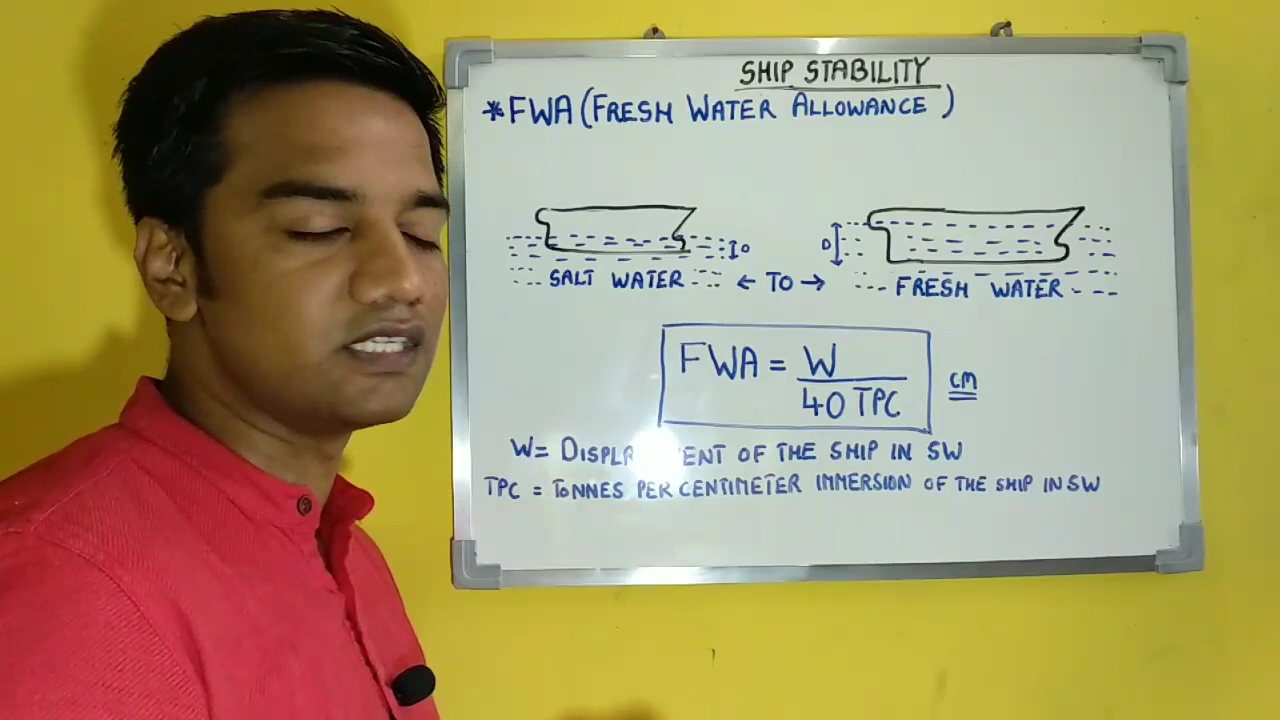 SHIP STABILITY
*FWA (FRESH WATER ALLOWANCE )
D
D
SALT WATER ← TO → FRESH WATER
FWA = W
40 TPC
cm
W= OF THE SHIP IN SW
TPC = TONNES PER CENTIMETER IMMERSION OF THE SHIP IN SW